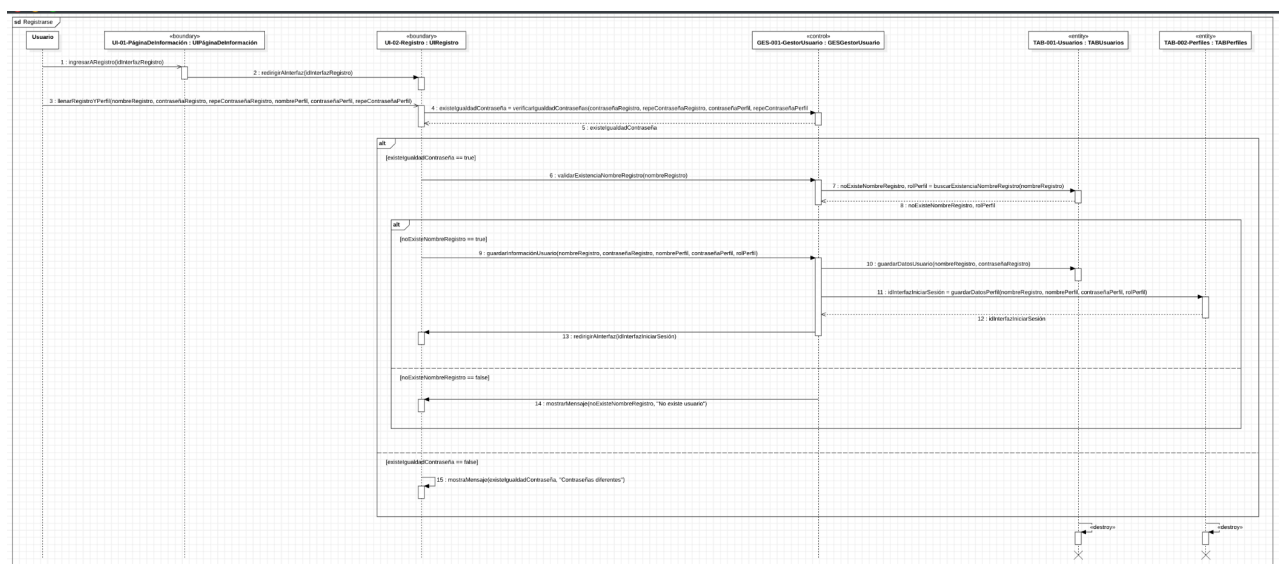 sd Registrarse
Usuario
«boundary»
UI-01-PáginaDeInformación : UIPáginaDeInformación
«boundary»
UI-02-Registro : UIRegistro
«control»
GES-001-GestorUsuario : GESGestorUsuario
«entity»
TAB-001-Usuarios : TABUsuarios
«entity»
TAB-002-Perfiles : TABPerfiles
1 : ingresarARegistro(idInterfazRegistro)
2 : redirigirAInterfaz(idInterfazRegistro)
3 : llenarRegistroYPerfil(nombreRegistro, contraseñaRegistro, repeContraseñaRegistro, nombrePerfil, contraseñaPerfil, repeContraseñaPerfil)
4 : existeIgualdadContraseña = verificarIgualdadContraseñas(contraseñaRegistro, repeContraseñaRegistro, contraseñaPerfil, repeContraseñaPerfil
5 : existeIgualdadContraseña
alt
[existeIgualdadContraseña == true]
6 : validarExistenciaNombreRegistro(nombreRegistro)
7 : noExisteNombreRegistro, rolPerfil = buscarExistenciaNombreRegistro(nombreRegistro)
8 : noExisteNombreRegistro, rolPerfil
alt
[noExisteNombreRegistro == true]
9 : guardarInformaciónUsuario(nombreRegistro, contraseñaRegistro, nombrePerfil, contraseñaPerfil, rolPerfil)
10 : guardarDatosUsuario(nombreRegistro, contraseñaRegistro)
11 : idInterfazIniciarSesión = guardarDatosPerfil(nombreRegistro, nombrePerfil, contraseñaPerfil, rolPerfil)
12 : idInterfazIniciarSesión
13 : redirigirAInterfaz(idInterfazIniciarSesión)
[noExisteNombreRegistro == false]
14 : mostrarMensaje(noExisteNombreRegistro, "No existe usuario")
[existeIgualdadContraseña == false]
15 : mostraMensaje(existeIgualdadContraseña, "Contraseñas diferentes")
«destroy»
«destroy»